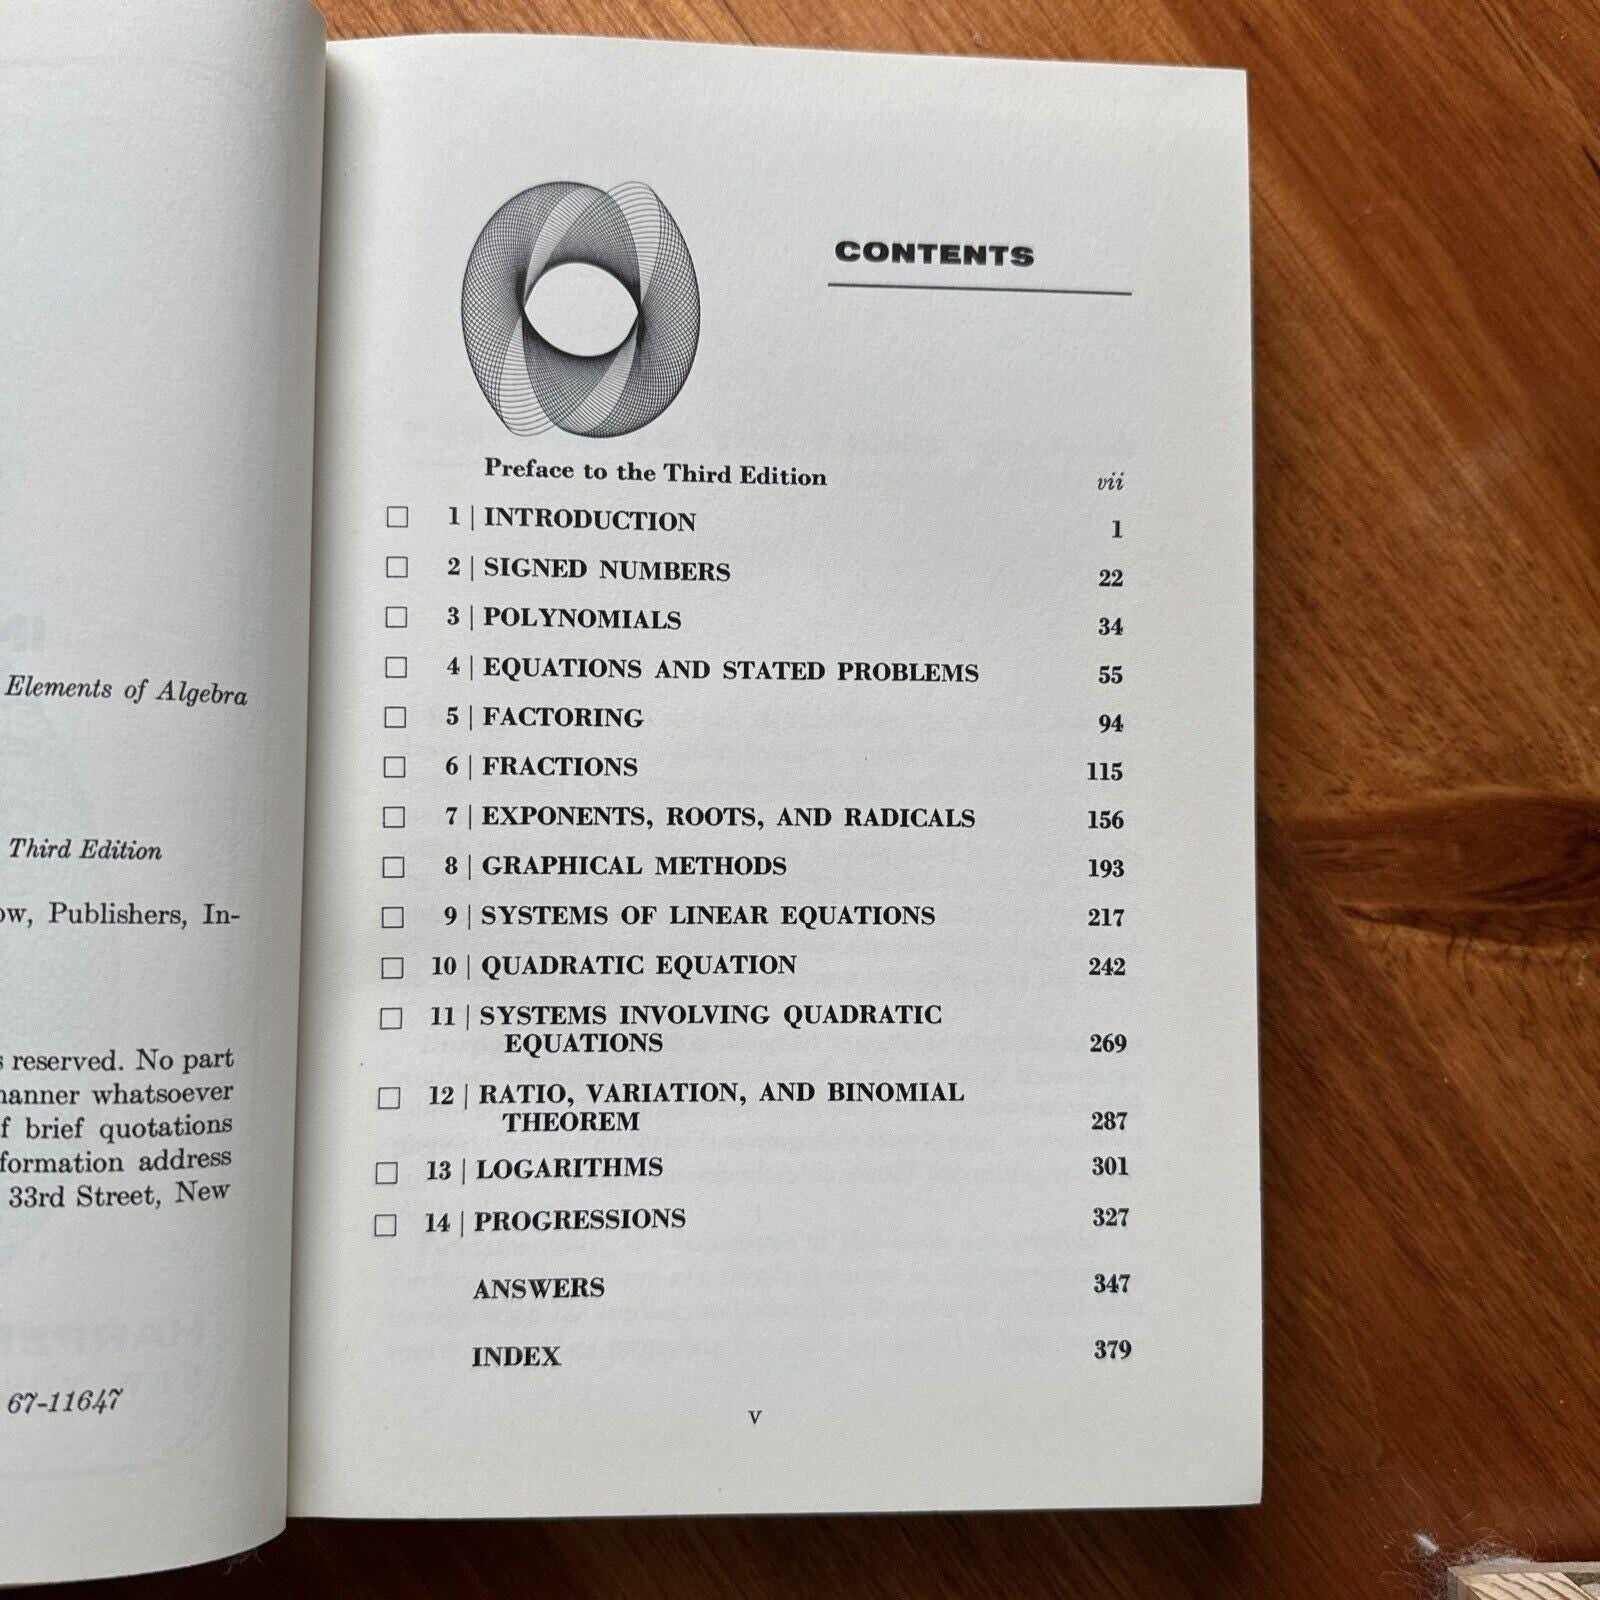 Elements of Algebra
Third Edition
Publishers, In-
reserved. No part
whatsoever
brief quotations
address
33rd Street, New
67-11647
CONTENTS
Preface to the Third Edition vii
1 | INTRODUCTION 1
2 | SIGNED NUMBERS 22
3 | POLYNOMIALS 34
4 | EQUATIONS AND STATED PROBLEMS 55
5 | FACTORING 94
6 | FRACTIONS 115
7 | EXPONENTS, ROOTS, AND RADICALS 156
8 | GRAPHICAL METHODS 193
9 | SYSTEMS OF LINEAR EQUATIONS 217
10 | QUADRATIC EQUATION 242
11 | SYSTEMS INVOLVING QUADRATIC
EQUATIONS 269
12 | RATIO, VARIATION, AND BINOMIAL
THEOREM 287
13 | LOGARITHMS 301
14 | PROGRESSIONS 327
ANSWERS 347
INDEX 379
v